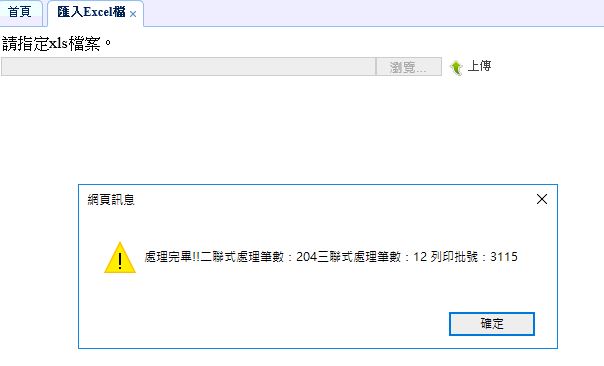 首頁 匯入Excel檔 ×
請指定xls檔案。
瀏覽... 上傳
網頁訊息
處理完畢!!二聯式處理筆數：204三聯式處理筆數：12 列印批號：3115
確定